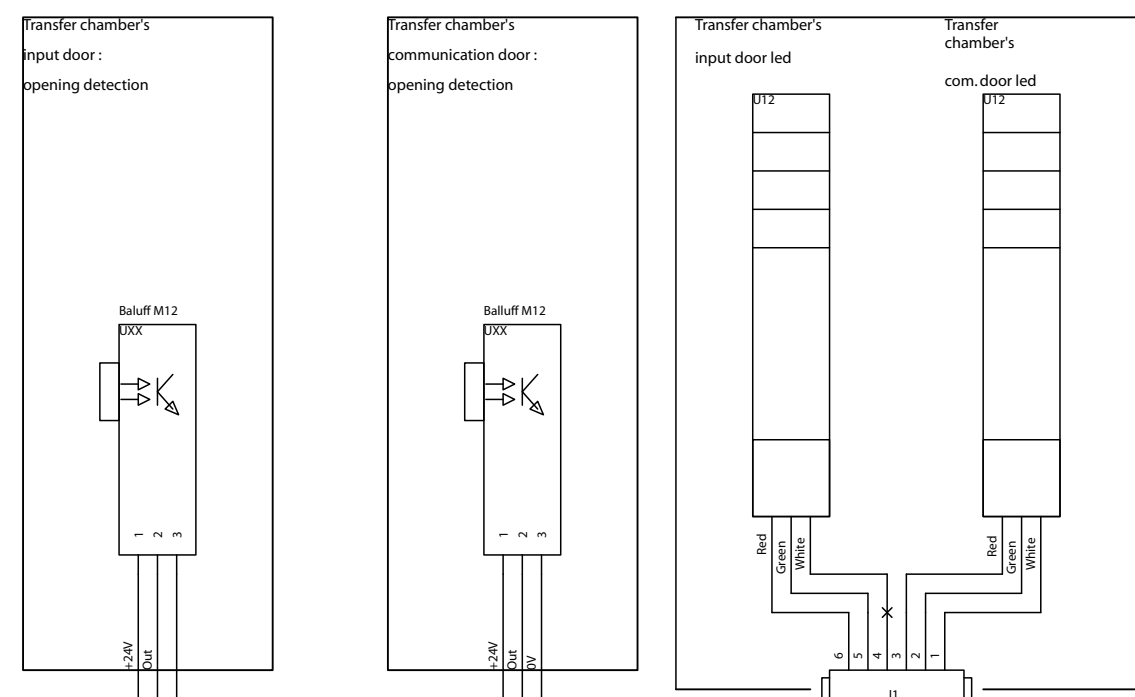 Transfer chamber's
input door :
opening detection
Baluff M12
UXX
1
2
3
+24V
Out
Transfer chamber's
communication door :
opening detection
Balluff M12
UXX
1
2
3
+24V
Out
0V
Transfer chamber's
input door led
U12
Red
Green
White
Transfer
chamber's
com. door led
U12
Red
Green
White
6
5
4
3
2
1
J1